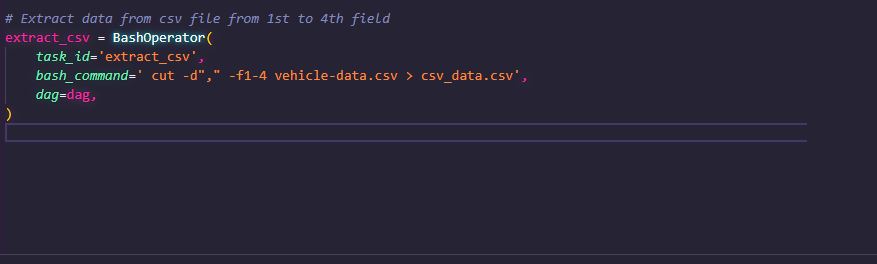 # Extract data from csv file from 1st to 4th field
extract_csv = BashOperator(
    task_id='extract_csv',
    bash_command=' cut -d"," -f1-4 vehicle-data.csv > csv_data.csv',
    dag=dag,
)